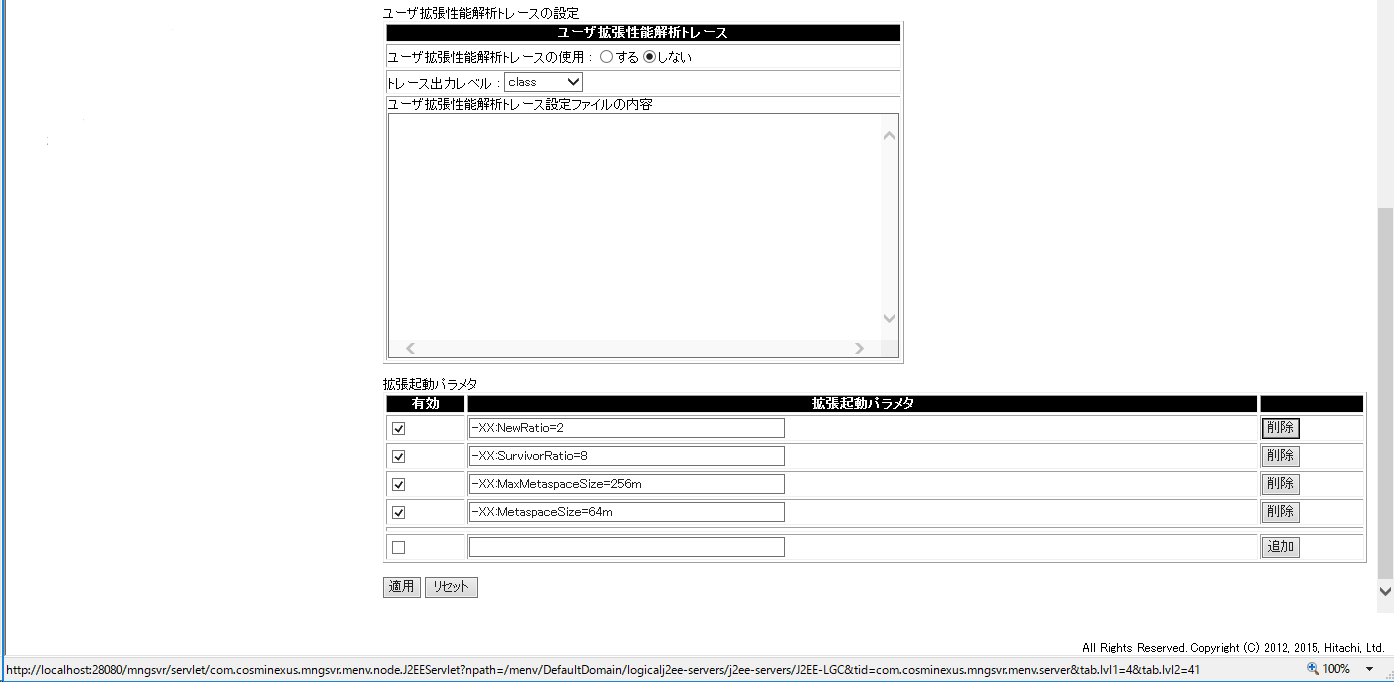 ユーザ拡張性能解析トレースの設定
ユーザ拡張性能解析トレース
ユーザ拡張性能解析トレースの使用 : する しない
トレース出力レベル : class
ユーザ拡張性能解析トレース設定ファイルの内容
拡張起動パラメタ
有効 拡張起動パラメタ
-XX:NewRatio=2 削除
-XX:SurvivorRatio=8 削除
-XX:MaxMetaspaceSize=256m 削除
-XX:MetaspaceSize=64m 削除
追加
適用 リセット
All Rights Reserved. Copyright (C) 2012, 2015, Hitachi, Ltd.
http://localhost:28080/mngsvr/servlet/com.cosminexus.mngsvr.menv.node.J2EEServlet?npath=/menv/DefaultDomain/logicalj2ee-servers/j2ee-servers/J2EE-LGC&tid=com.cosminexus.mngsvr.menv.server&tab.lvl1=4&tab.lvl2=41 100%